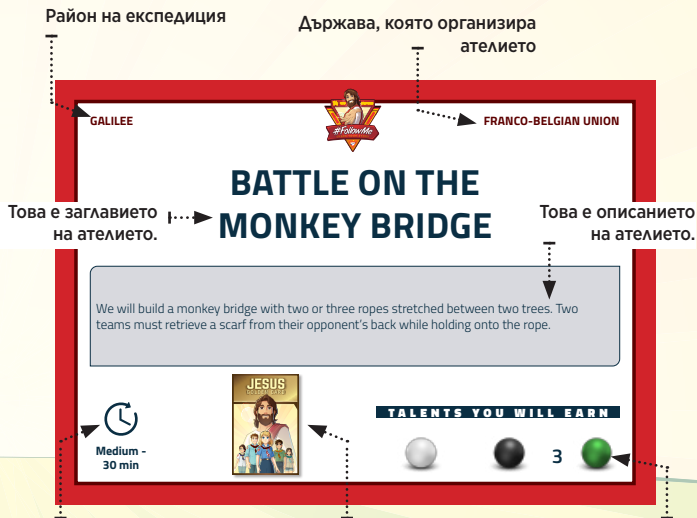 Район на експедиция
Държава, която организира
ателието
GALILEE
#FollowMe
FRANCO-BELGIAN UNION
BATTLE ON THE
MONKEY BRIDGE
Това е заглавието
на ателието.
Това е описанието
на ателието.
We will build a monkey bridge with two or three ropes stretched between two trees. Two
teams must retrieve a scarf from their opponent's back while holding onto the rope.
JESUS
TALENTS YOU WILL EARN
Medium -
30 min
3